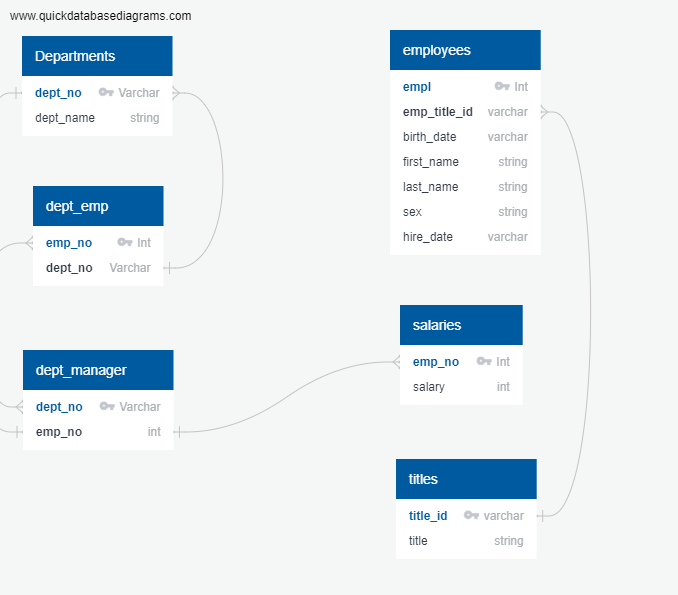 www.quickdatabasediagrams.com
Departments
dept_no Varchar
dept_name string
dept_emp
emp_no Int
dept_no Varchar
dept_manager
dept_no Varchar
emp_no int
employees
empl Int
emp_title_id varchar
birth_date varchar
first_name string
last_name string
sex string
hire_date varchar
salaries
emp_no Int
salary int
titles
title_id varchar
title string